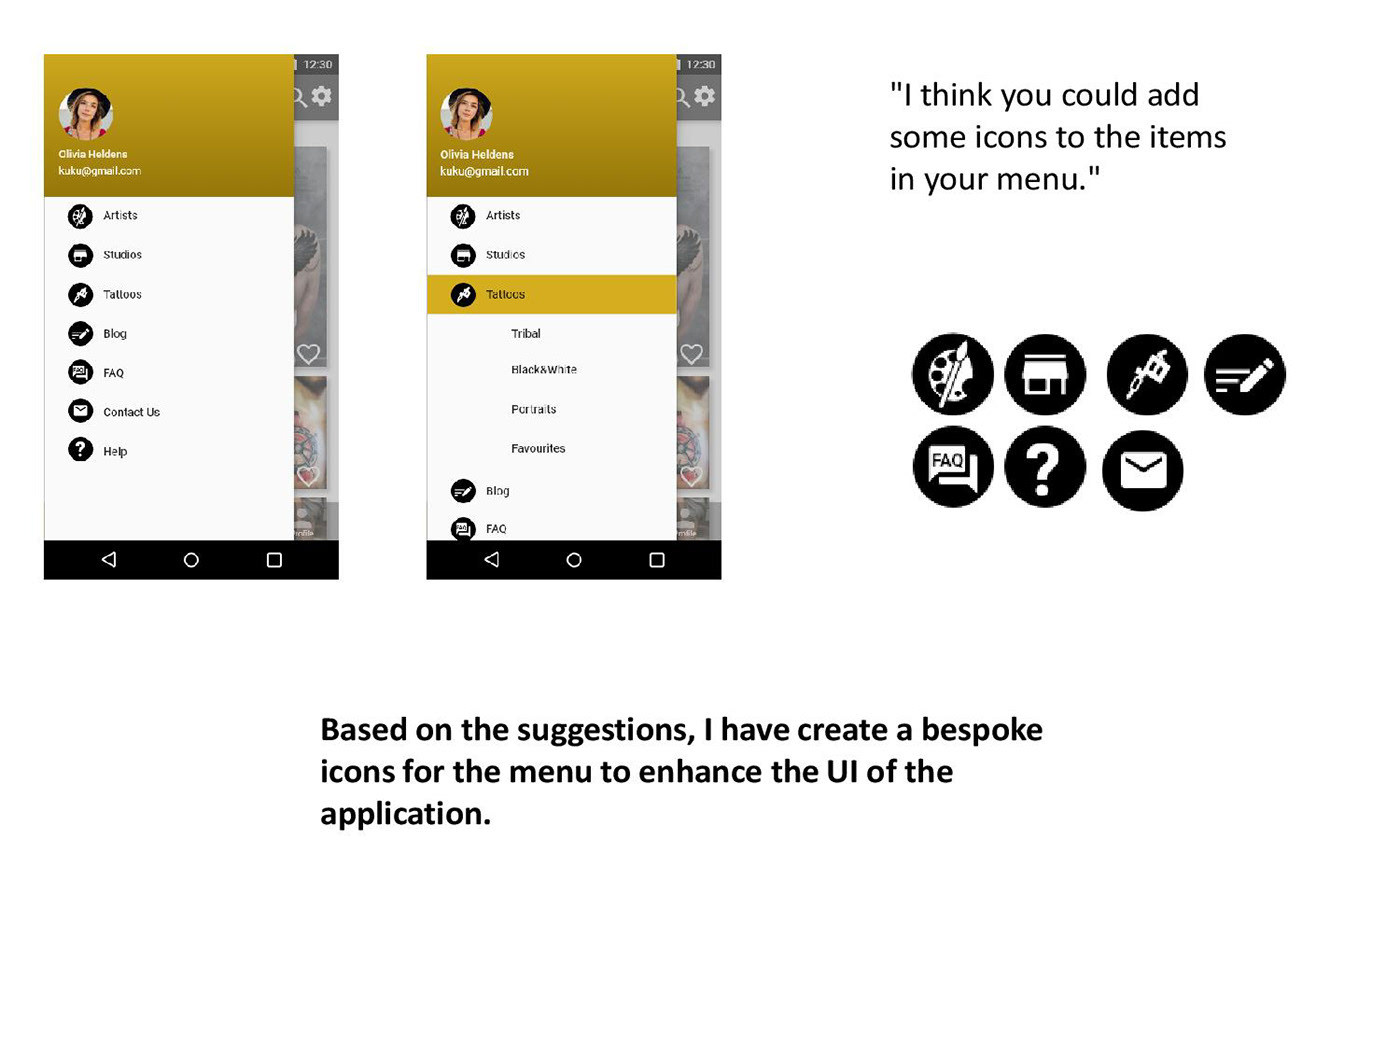 12:30
Olivia Heldens
kuku@gmail.com
Artists
Studios
Tattoos
Blog
FAQ
FAQ
Contact Us
?
Help
12:30
Olivia Heldens
kuku@gmail.com
Artists
Studios
Tattoos
Tribal
Black&White
Portraits
Favourites
Blog
FAQ
FAQ
"I think you could add
some icons to the items
in your menu."
FAQ
?
Based on the suggestions, I have create a bespoke
icons for the menu to enhance the UI of the
application.